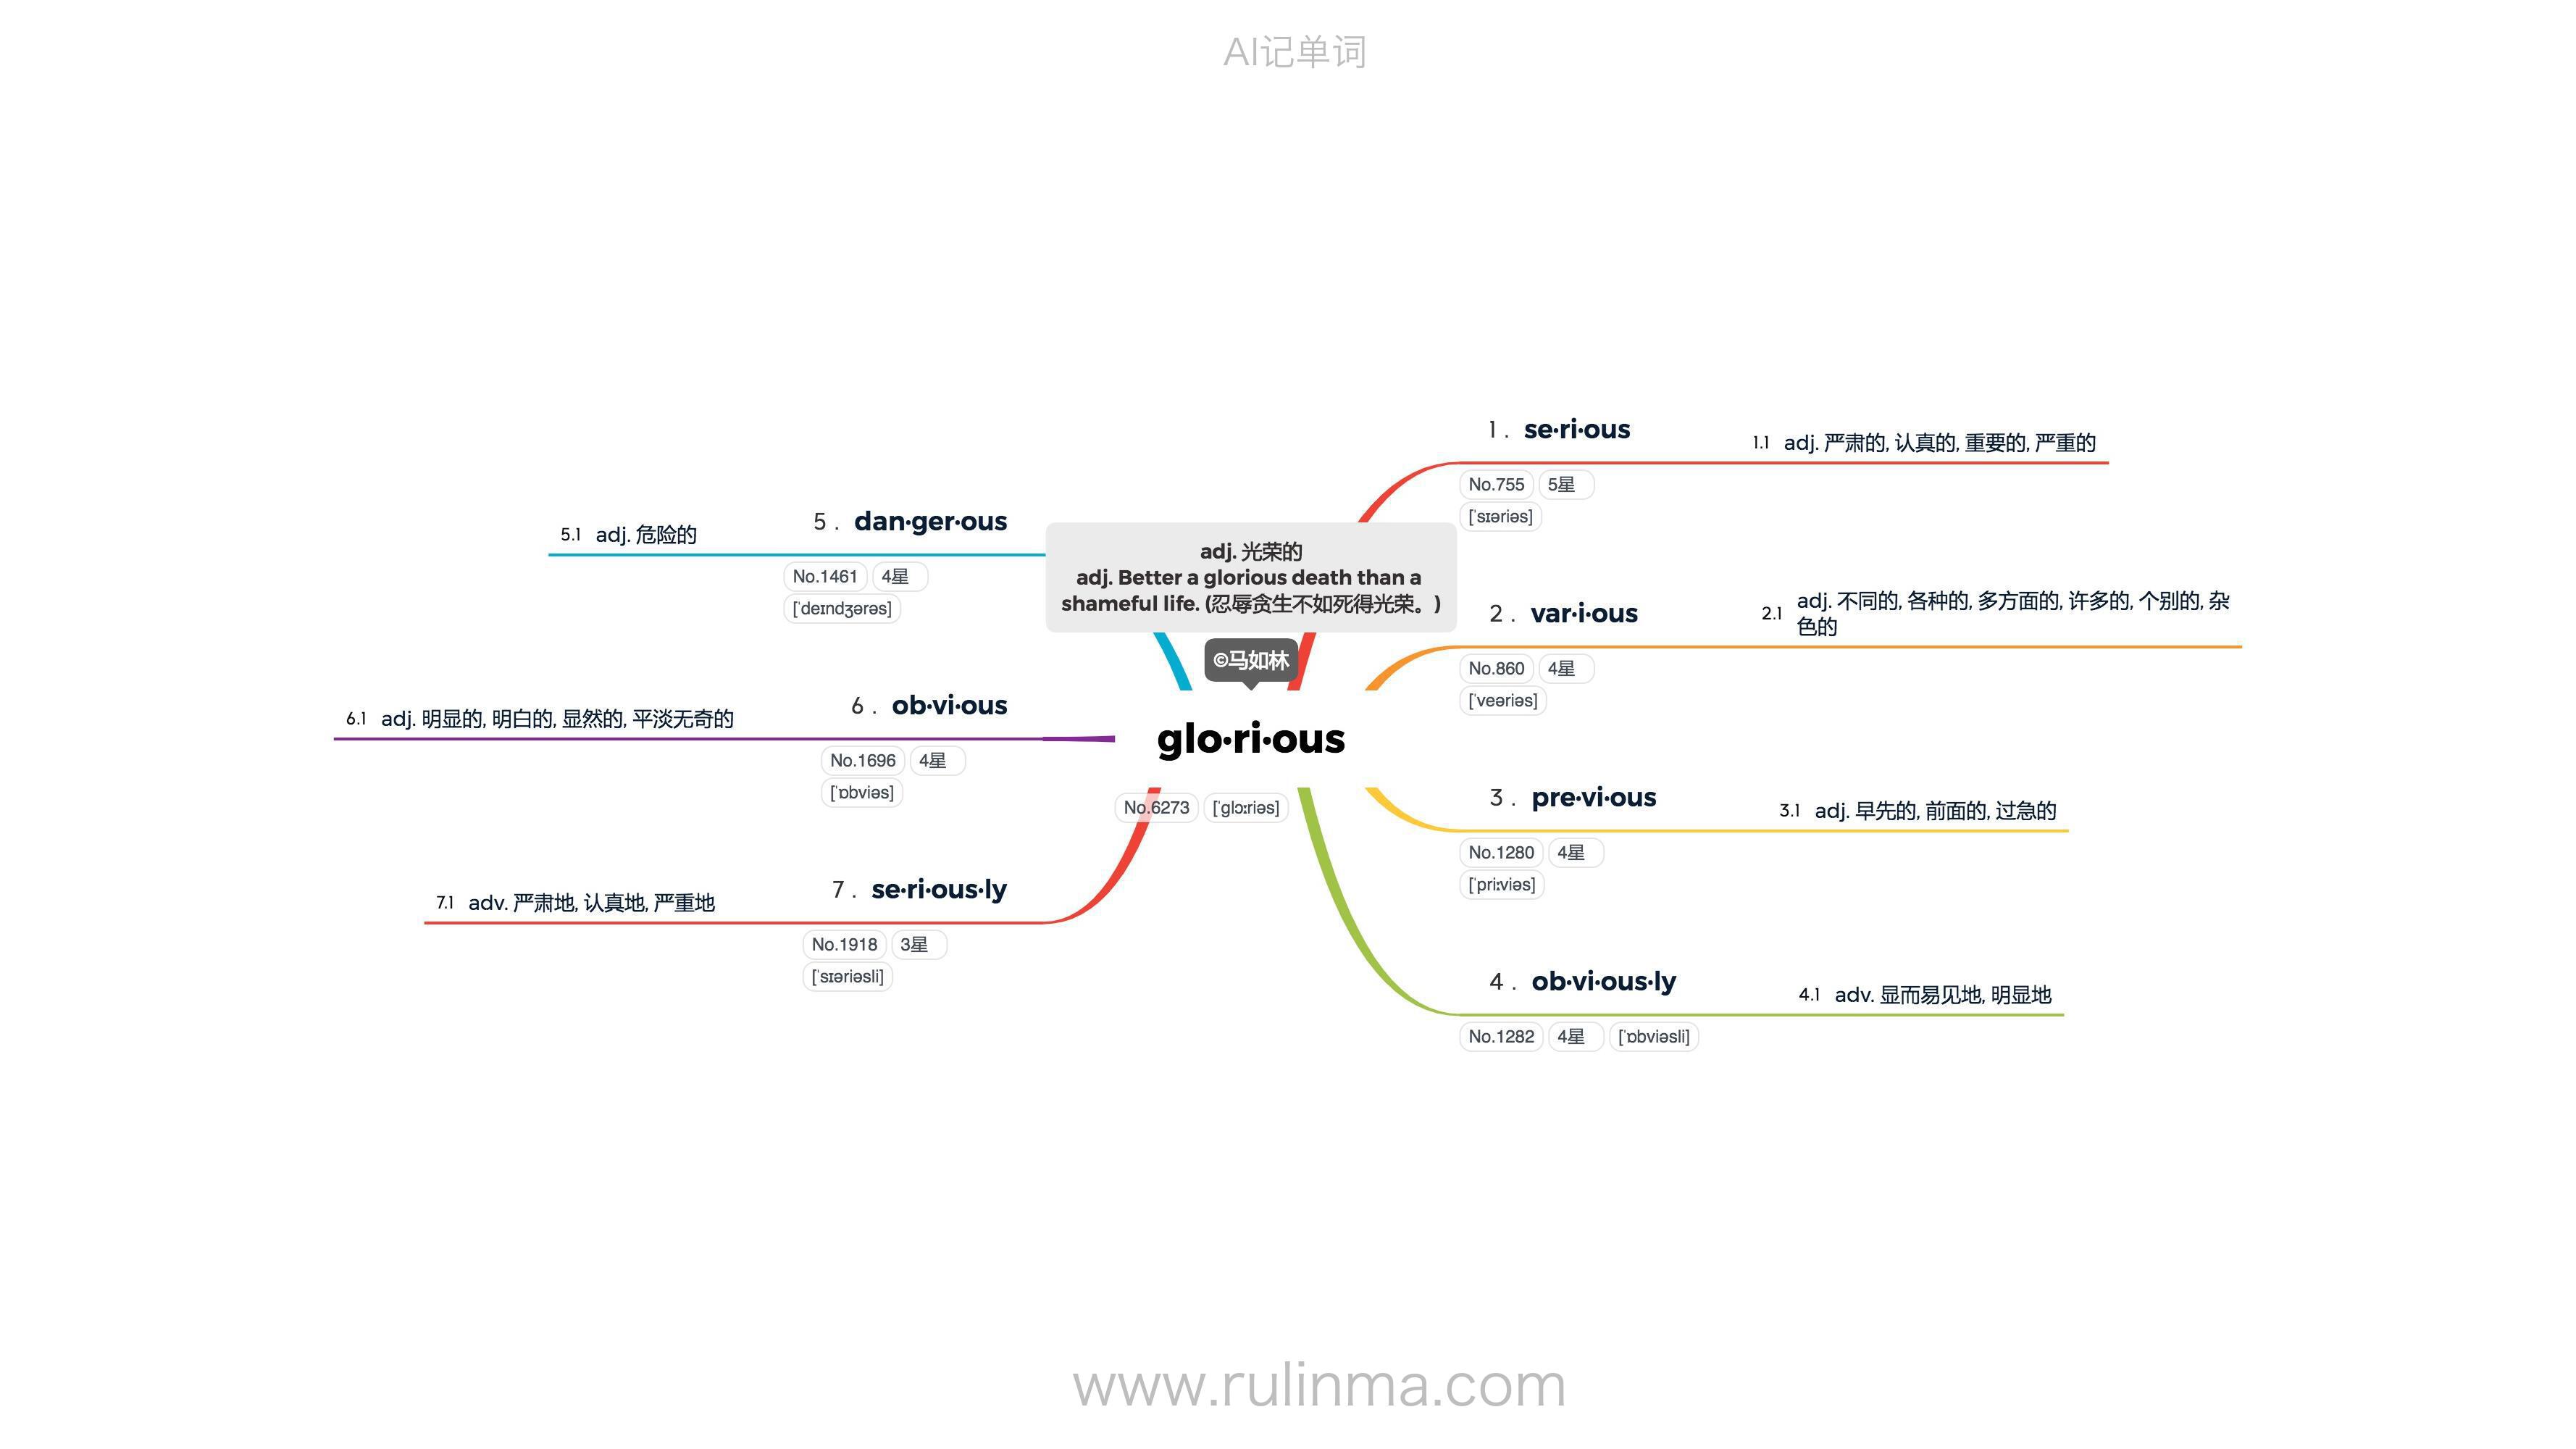 AI记单词
adj. 光荣的
adj. Better a glorious death than a
shameful life. (忍辱贪生不如死得光荣。)
©马如林
glo·ri·ous
No.6273 [ˈɡlɔːriəs]
1 . se·ri·ous
No.755 5星
[ˈsɪəriəs]
1.1 adj. 严肃的, 认真的, 重要的, 严重的
2 . var·i·ous
No.860 4星
[ˈveəriəs]
2.1 adj. 不同的, 各种的, 多方面的, 许多的, 个别的, 杂
色的
3 . pre·vi·ous
No.1280 4星
[ˈpriːviəs]
3.1 adj. 早先的, 前面的, 过急的
4 . ob·vi·ous·ly
No.1282 4星 [ˈɒbviəsli]
4.1 adv. 显而易见地, 明显地
5 . dan·ger·ous
No.1461 4星
[ˈdeɪndʒərəs]
5.1 adj. 危险的
6 . ob·vi·ous
No.1696 4星
[ˈɒbviəs]
6.1 adj. 明显的, 明白的, 显然的, 平淡无奇的
7 . se·ri·ous·ly
No.1918 3星
[ˈsɪəriəsli]
7.1 adv. 严肃地, 认真地, 严重地
www.rulinma.com